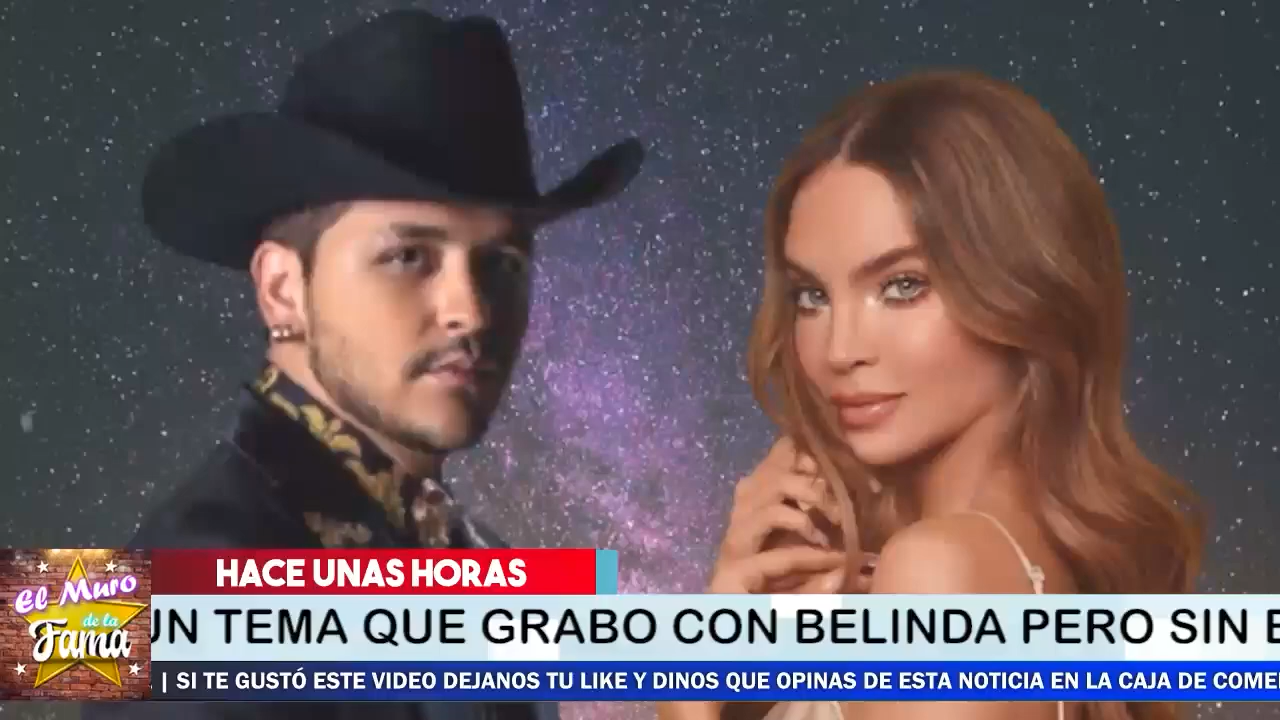 HACE UNAS HORAS
El Muro
de la
Fama
UN TEMA QUE GRABO CON BELINDA PERO SIN
| SI TE GUSTÓ ESTE VIDEO DEJANOS TU LIKE Y DINOS QUE OPINAS DE ESTA NOTICIA EN LA CAJA DE